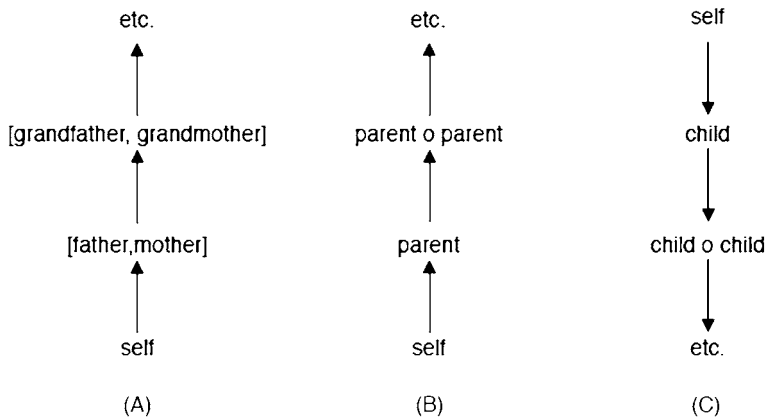 etc.
[grandfather, grandmother]
[father,mother]
self
(A)
etc.
parent o parent
parent
self
(B)
self
child
child o child
etc.
(C)